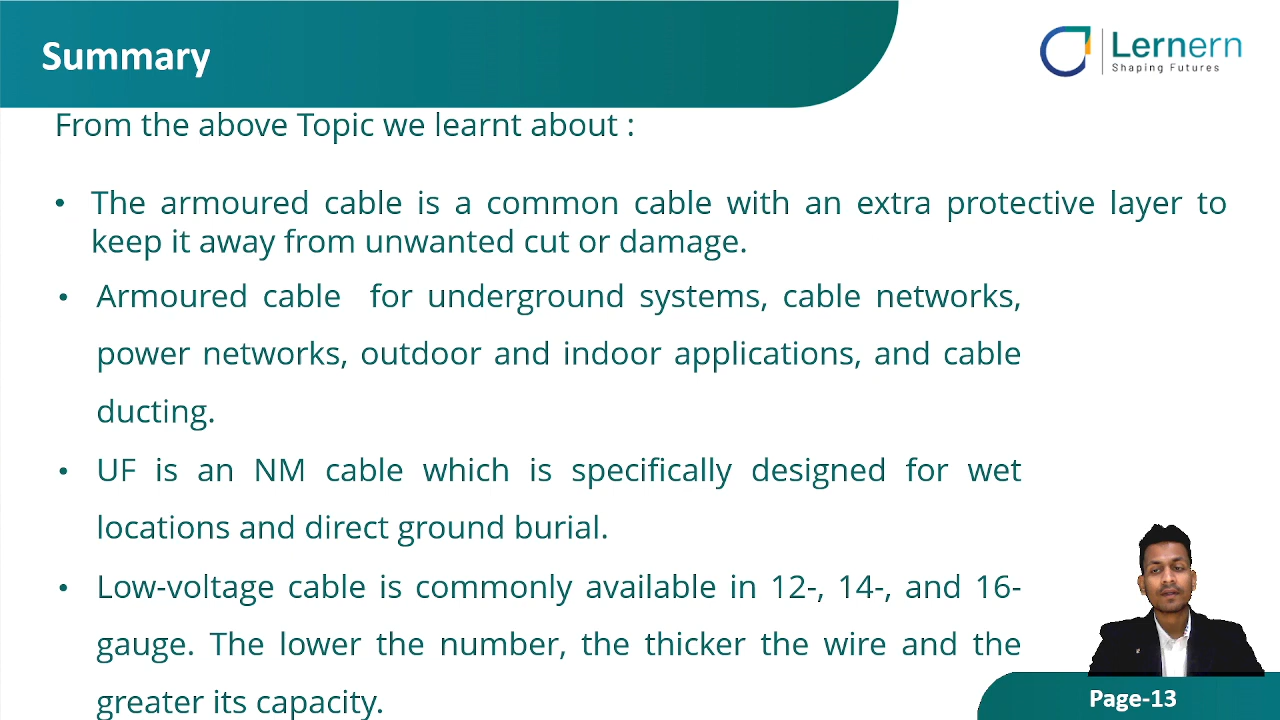 Summary
Lernern
Shaping Futures
From the above Topic we learnt about :
• The armoured cable is a common cable with an extra protective layer to
keep it away from unwanted cut or damage.
• Armoured cable for underground systems, cable networks,
power networks, outdoor and indoor applications, and cable
ducting.
• UF is an NM cable which is specifically designed for wet
locations and direct ground burial.
• Low-voltage cable is commonly available in 12-, 14-, and 16-
gauge. The lower the number, the thicker the wire and the
greater its capacity.
Page-13